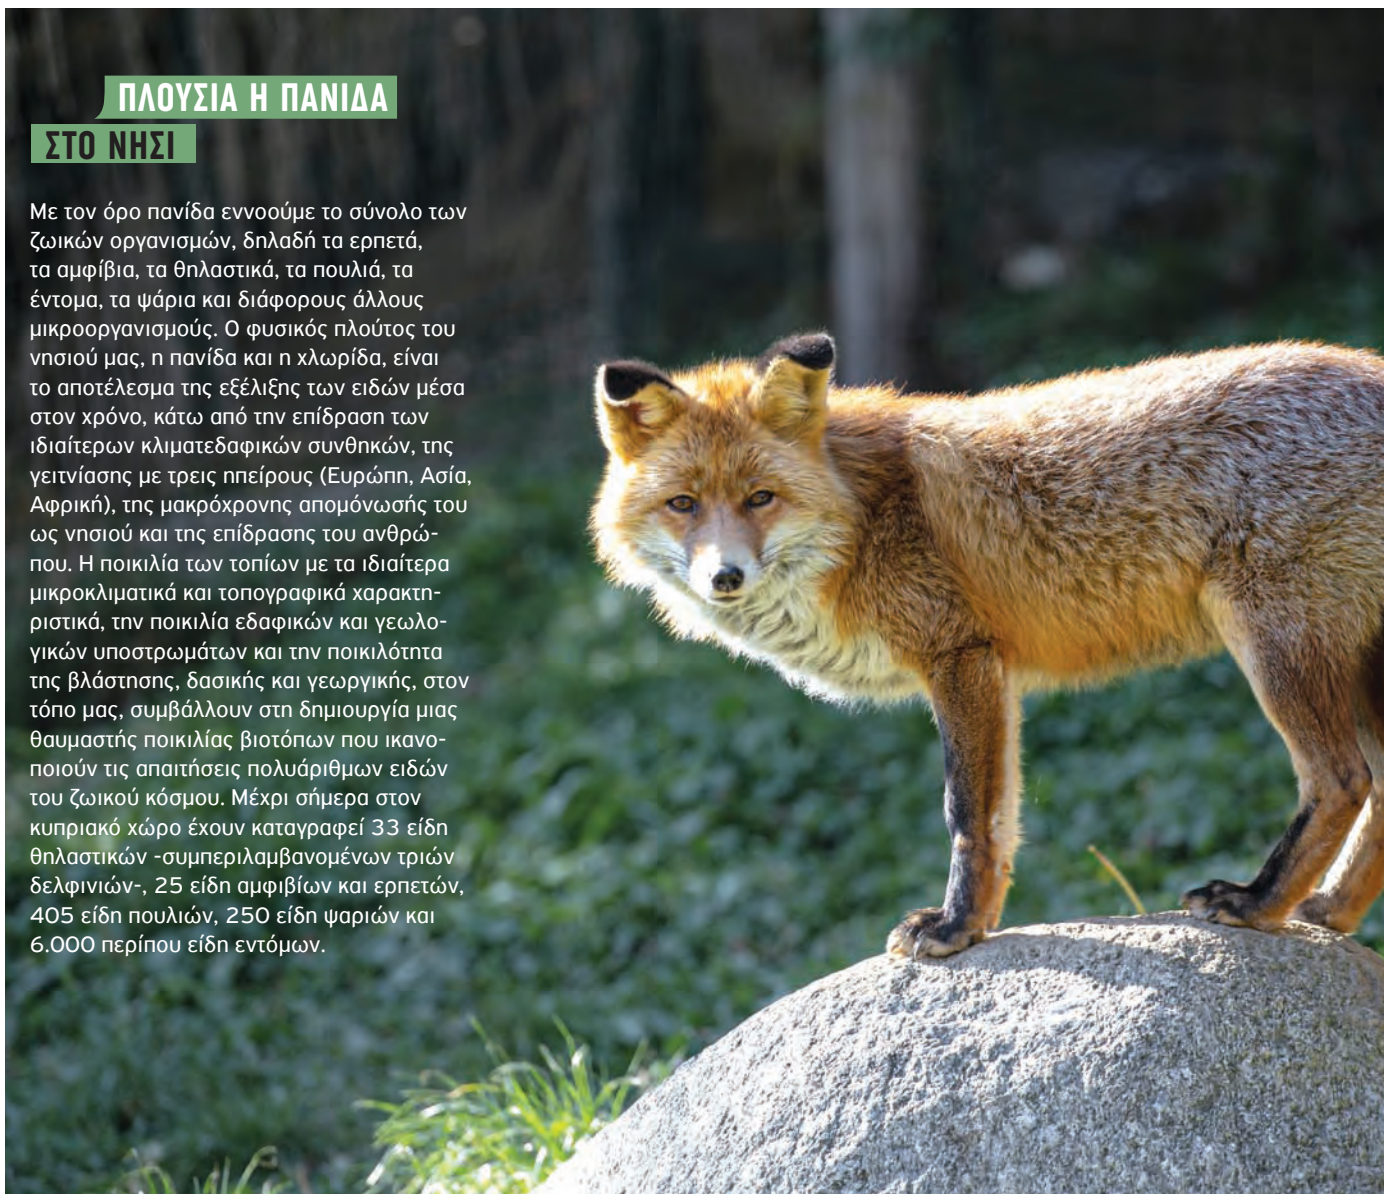 ΠΛΟΥΣΙΑ Η ΠΑΝΙΔΑ
ΣΤΟ ΝΗΣΙ
Με τον όρο πανίδα εννοούμε το σύνολο των
ζωικών οργανισμών, δηλαδή τα ερπετά,
τα αμφίβια, τα θηλαστικά, τα πουλιά, τα
έντομα, τα ψάρια και διάφορους άλλους
μικροοργανισμούς. Ο φυσικός πλούτος του
νησιού μας, η πανίδα και η χλωρίδα, είναι
το αποτέλεσμα της εξέλιξης των ειδών μέσα
στον χρόνο, κάτω από την επίδραση των
ιδιαίτερων κλιματεδαφικών συνθηκών, της
γειτνίασης με τρεις ηπείρους (Ευρώπη, Ασία,
Αφρική), της μακρόχρονης απομόνωσής του
ως νησιού και της επίδρασης του ανθρώ-
που. Η ποικιλία των τοπίων με τα ιδιαίτερα
μικροκλιματικά και τοπογραφικά χαρακτη-
ριστικά, την ποικιλία εδαφικών και γεωλο-
γικών υποστρωμάτων και την ποικιλότητα
της βλάστησης, δασικής και γεωργικής, στον
τόπο μας, συμβάλλουν στη δημιουργία μιας
θαυμαστής ποικιλίας βιοτόπων που ικανο-
ποιούν τις απαιτήσεις πολυάριθμων ειδών
του ζωικού κόσμου. Μέχρι σήμερα στον
κυπριακό χώρο έχουν καταγραφεί 33 είδη
θηλαστικών -συμπεριλαμβανομένων τριών
δελφινιών-, 25 είδη αμφιβίων και ερπετών,
405 είδη πουλιών, 250 είδη ψαριών και
6.000 περίπου είδη εντόμων.